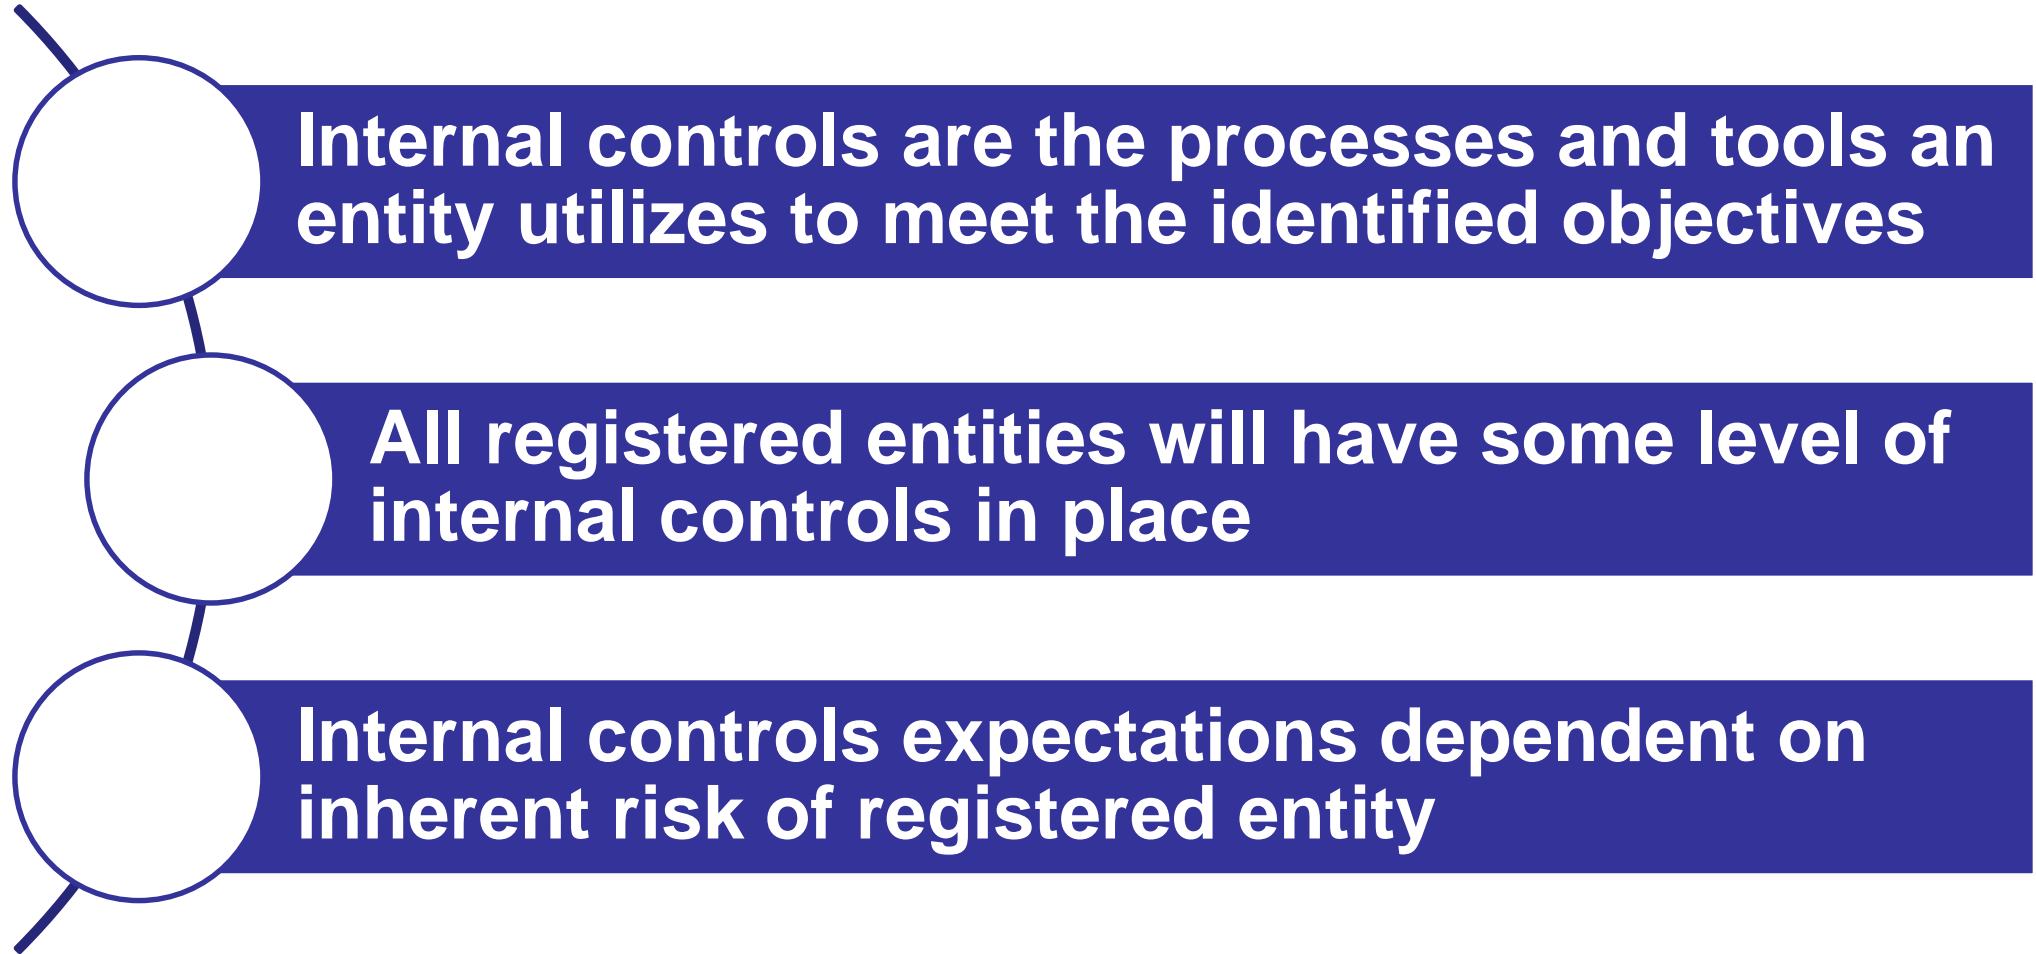 Internal controls are the processes and tools an
entity utilizes to meet the identified objectives
All registered entities will have some level of
internal controls in place
Internal controls expectations dependent on
inherent risk of registered entity